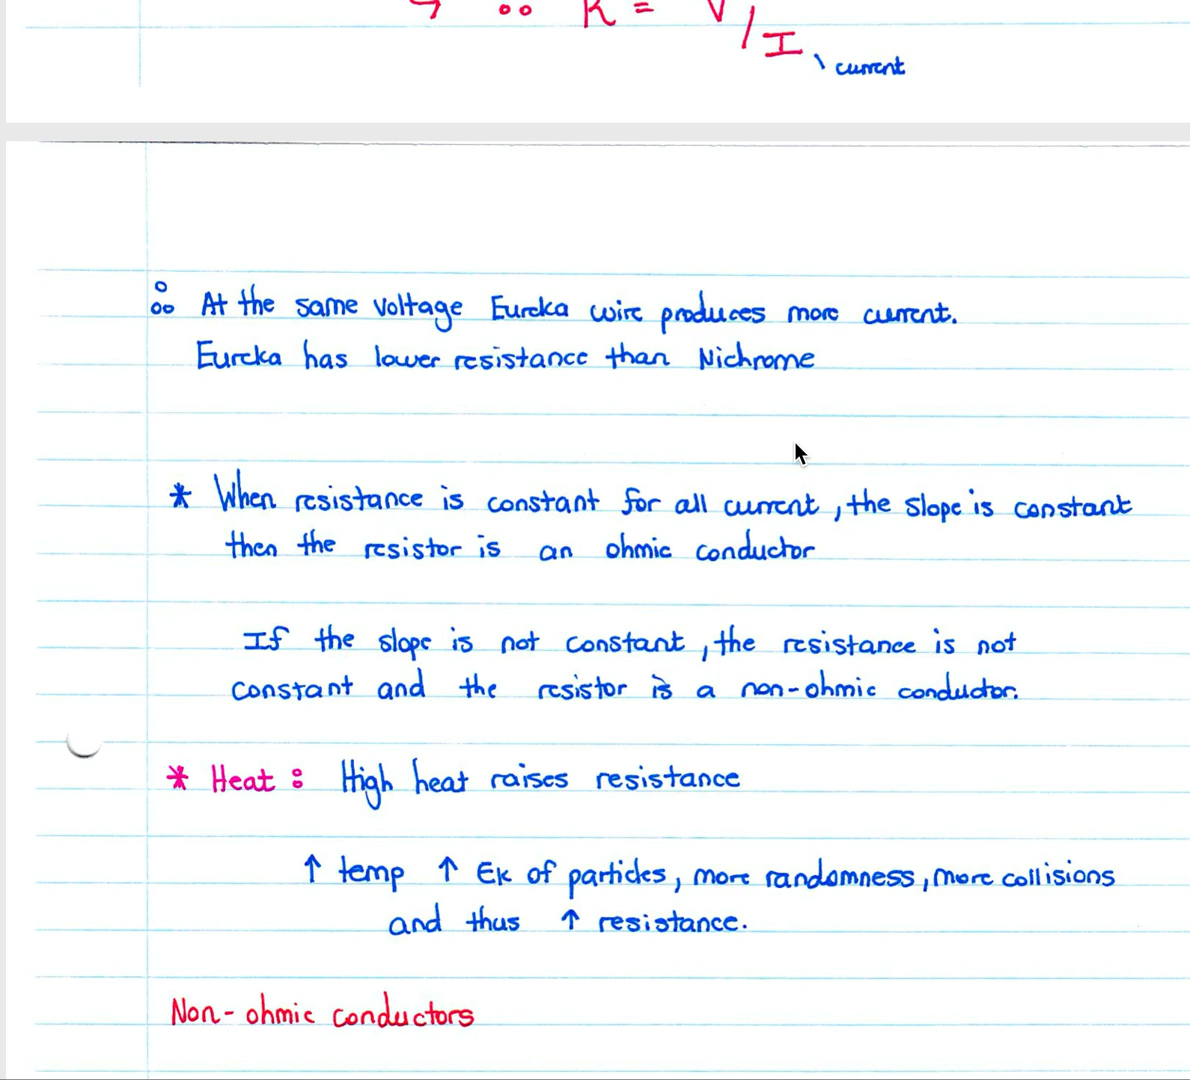 ∴ R = V/I
current
∴ At the same voltage Eureka wire produces more current.
Eureka has lower resistance than Nichrome
* When resistance is constant for all current, the slope is constant
then the resistor is an ohmic conductor
If the slope is not constant, the resistance is not
constant and the resistor is a non-ohmic conductor.
* Heat: High heat raises resistance
↑ temp ↑ Ek of particles, more randomness, more collisions
and thus ↑ resistance.
Non-ohmic conductors